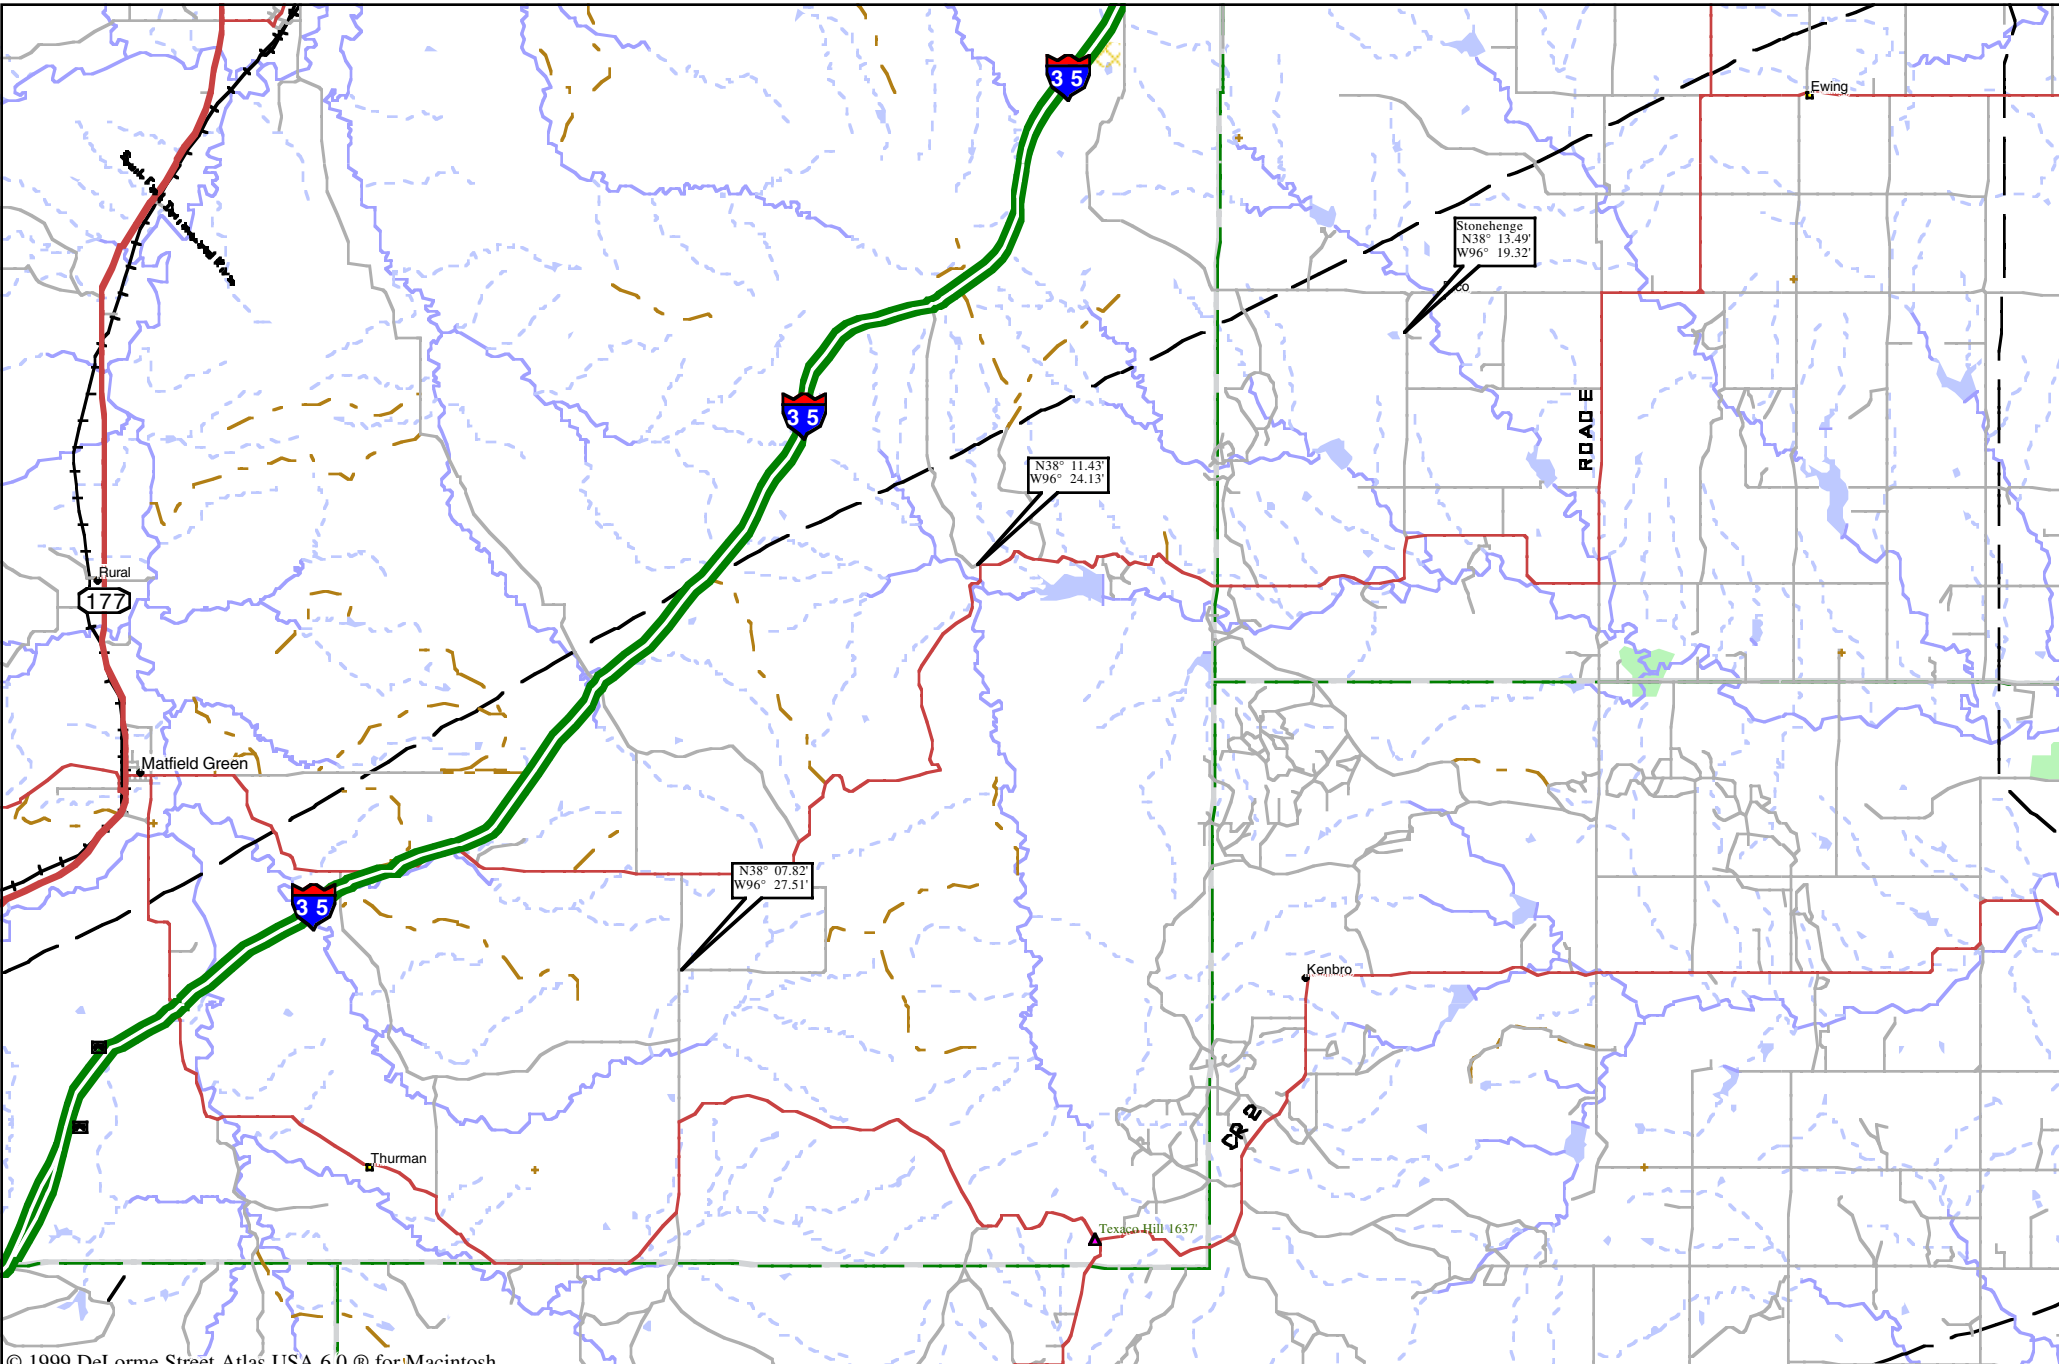 35
Ewing
Stonehenge
N38° 13.49'
W96° 19.32'
35
ROAD E
N38° 11.43'
W96° 24.13'
Rural
177
Matfield Green
N38° 07.82'
W96° 27.51'
35
Kenbro
CR 2
Thurman
Texaco Hill 1637'
© 1999 DeLorme Street Atlas USA 6.0 ® for Macintosh